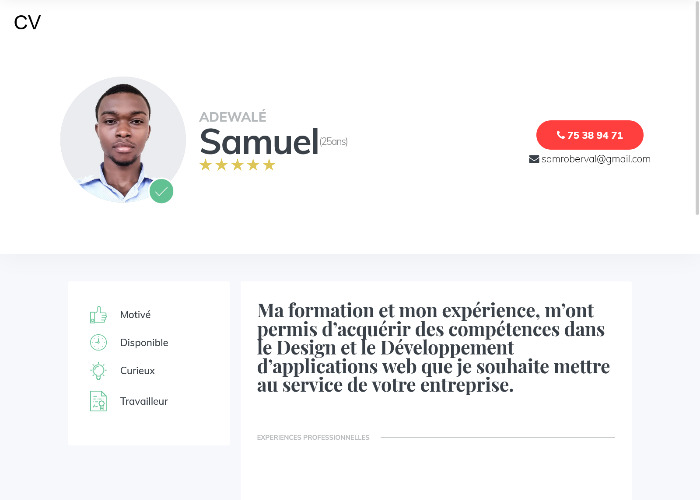 CV
ADEWALÉ
Samuel (25ans)
75 38 94 71
samroberval@gmail.com
Motivé
Disponible
Curieux
Travailleur
Ma formation et mon expérience, m’ont
permis d’acquérir des compétences dans
le Design et le Développement
d’applications web que je souhaite mettre
au service de votre entreprise.
EXPERIENCES PROFESSIONNELLES